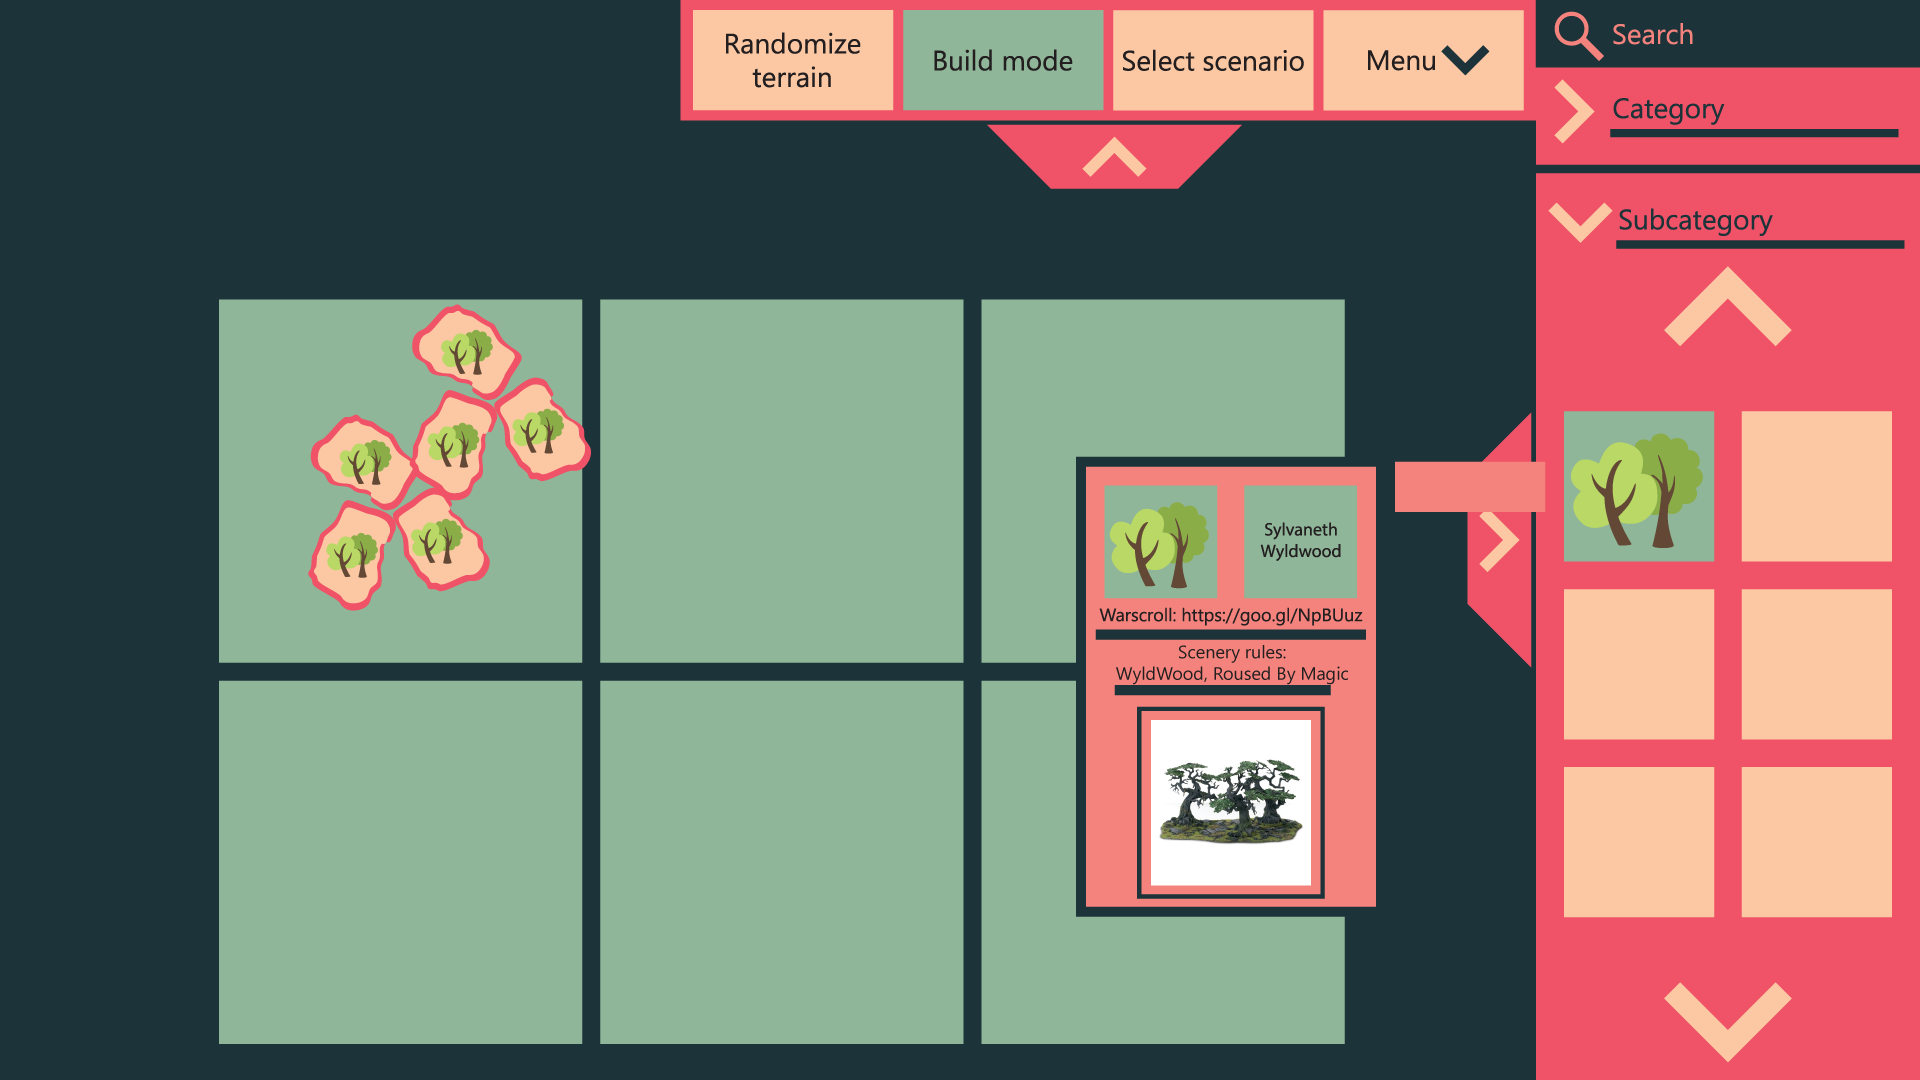 Randomize
terrain
Build mode
Select scenario
Menu
Search
Category
Subcategory
Sylvaneth
Wyldwood
Warscroll: https://goo.gl/NpBUuz
Scenery rules:
WyldWood, Roused By Magic